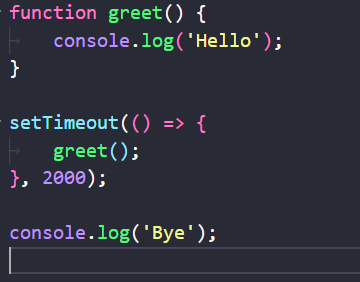 function greet() {
    console.log('Hello');
}

setTimeout(() => {
    greet();
}, 2000);

console.log('Bye');